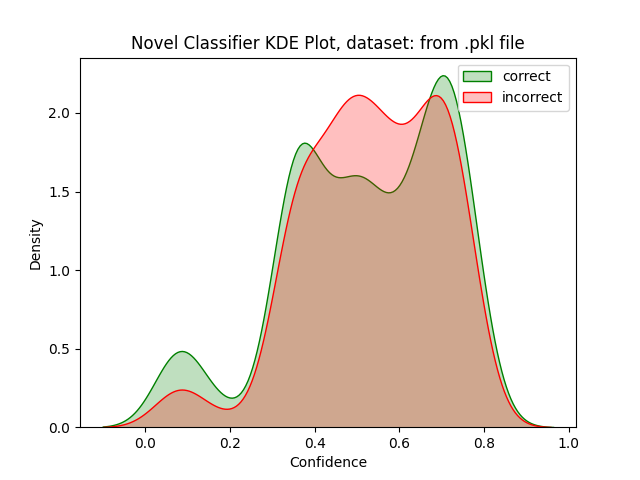 Novel Classifier KDE Plot, dataset: from .pkl file
correct
incorrect
2.0
1.5
1.0
0.5
0.0
Density
0.0 0.2 0.4 0.6 0.8 1.0
Confidence